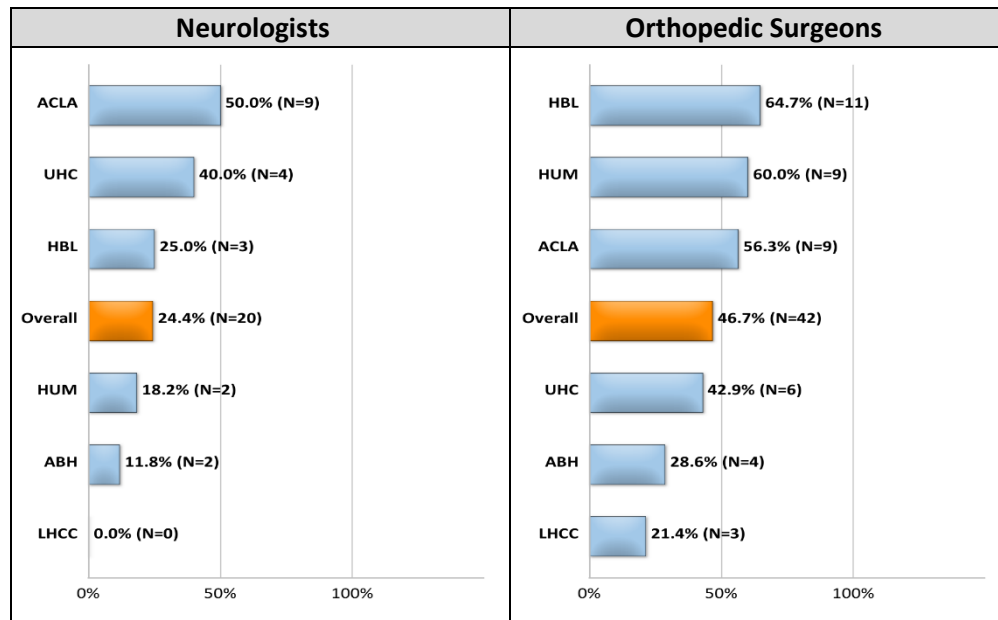 Neurologists
ACLA 50.0% (N=9)
UHC 40.0% (N=4)
HBL 25.0% (N=3)
Overall 24.4% (N=20)
HUM 18.2% (N=2)
ABH 11.8% (N=2)
LHCC 0.0% (N=0)
0% 50% 100%
Orthopedic Surgeons
HBL 64.7% (N=11)
HUM 60.0% (N=9)
ACLA 56.3% (N=9)
Overall 46.7% (N=42)
UHC 42.9% (N=6)
ABH 28.6% (N=4)
LHCC 21.4% (N=3)
0% 50% 100%